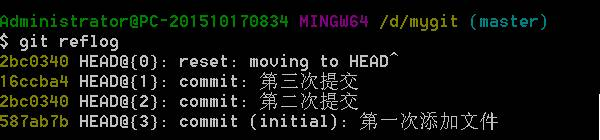 Administrator@PC-201510170834 MINGW64 /d/mygit (master)
$ git reflog
2bc0340 HEAD@{0}: reset: moving to HEAD^
16ccba4 HEAD@{1}: commit: 第三次提交
2bc0340 HEAD@{2}: commit: 第二次提交
587ab7b HEAD@{3}: commit (initial): 第一次添加文件